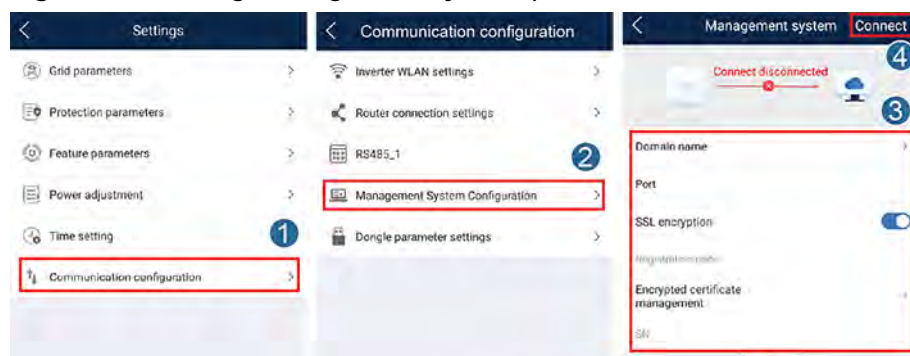 Settings
Grid parameters
Protection parameters
Feature parameters
Power adjustment
Time setting
1
Communication configuration
Communication configuration
Inverter WLAN settings
Router connection settings
RS485_1
2
Management System Configuration
Dongle parameter settings
Management system Connect
4
Connect disconnected
3
Domain name
Port
SSL encryption
Registration code
Encrypted certificate
management
SN